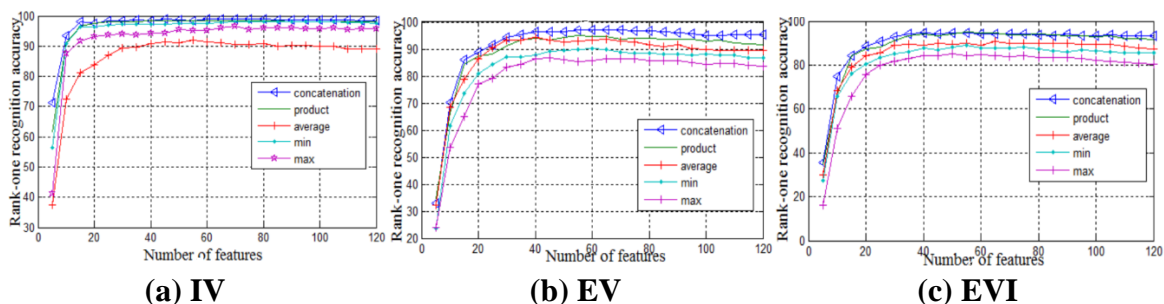 Rank-one recognition accuracy
100
90
80
70
60
50
40
30
0 20 40 60 80 100 120
Number of features
concatenation
product
average
min
max
(a) IV
Rank-one recognition accuracy
100
90
80
70
60
50
40
30
20
0 20 40 60 80 100 120
Number of features
concatenation
product
average
min
max
(b) EV
Rank-one recognition accuracy
100
80
60
40
20
0
0 20 40 60 80 100 120
Number of features
concatenation
product
average
min
max
(c) EVI